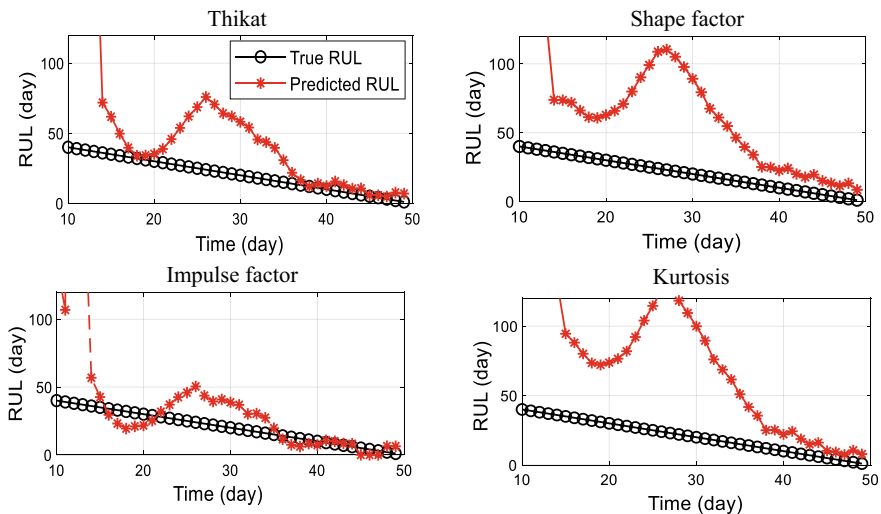 Thikat
Shape factor
True RUL
Predicted RUL
100
50
0
RUL (day)
10 20 30 40 50
Time (day)
100
50
0
RUL (day)
10 20 30 40 50
Time (day)
Impulse factor
Kurtosis
100
50
0
RUL (day)
10 20 30 40 50
Time (day)
100
50
0
RUL (day)
10 20 30 40 50
Time (day)